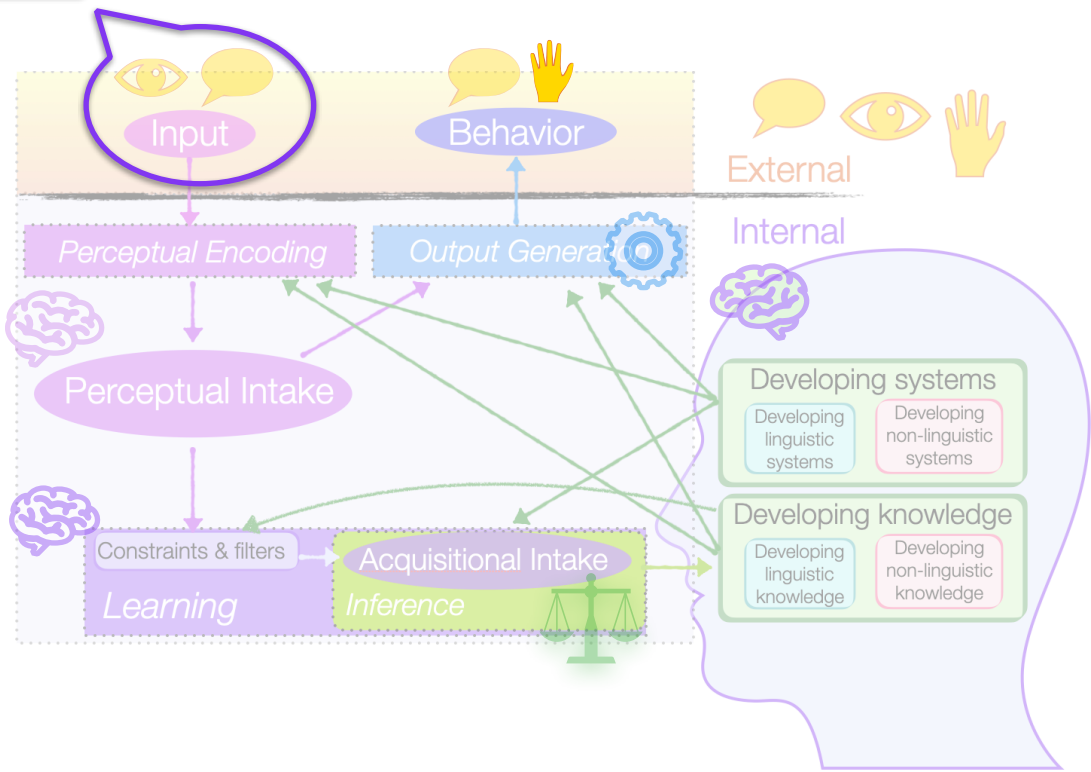 Input
Behavior
External
Internal
Perceptual Encoding
Output Generation
Perceptual Intake
Developing systems
Developing
linguistic
systems
Developing
non-linguistic
systems
Developing knowledge
Developing
linguistic
knowledge
Developing
non-linguistic
knowledge
Constraints & filters
Acquisitional Intake
Learning
Inference